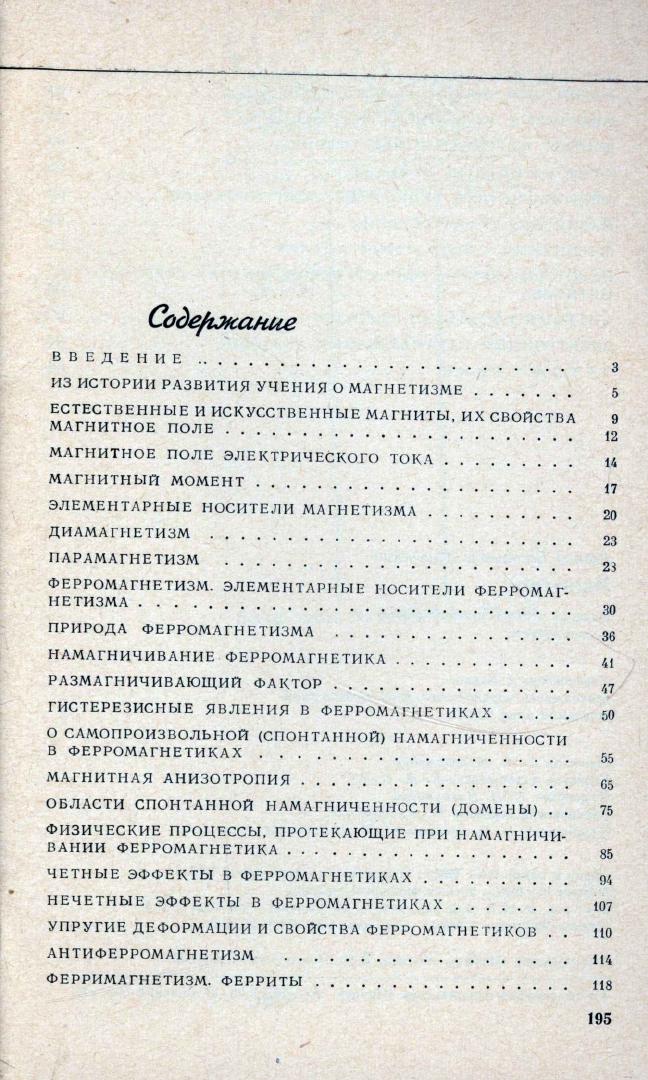 Содержание
ВВЕДЕНИЕ .. . . . . . . . . . . . . . . . 3
ИЗ ИСТОРИИ РАЗВИТИЯ УЧЕНИЯ О МАГНЕТИЗМЕ . . . . . . . 5
ЕСТЕСТВЕННЫЕ И ИСКУССТВЕННЫЕ МАГНИТЫ, ИХ СВОЙСТВА 9
МАГНИТНОЕ ПОЛЕ . . . . . . . . . . . . . . . . . 12
МАГНИТНОЕ ПОЛЕ ЭЛЕКТРИЧЕСКОГО ТОКА . . . . . . . . 14
МАГНИТНЫЙ МОМЕНТ . . . . . . . . . . . . . . . . 17
ЭЛЕМЕНТАРНЫЕ НОСИТЕЛИ МАГНЕТИЗМА . . . . . . . . 20
ДИАМАГНЕТИЗМ . . . . . . . . . . . . . . . . . 23
ПАРАМАГНЕТИЗМ . . . . . . . . . . . . . . . . . 23
ФЕРРОМАГНЕТИЗМ. ЭЛЕМЕНТАРНЫЕ НОСИТЕЛИ ФЕРРОМАГ-
НЕТИЗМА . . . . . . . . . . . . . . . . . . . . 30
ПРИРОДА ФЕРРОМАГНЕТИЗМА . . . . . . . . . . . . 36
НАМАГНИЧИВАНИЕ ФЕРРОМАГНЕТИКА . . . . . . . . . 41
РАЗМАГНИЧИВАЮЩИЙ ФАКТОР . . . . . . . . . . . . 47
ГИСТЕРЕЗИСНЫЕ ЯВЛЕНИЯ В ФЕРРОМАГНЕТИКАХ . . . . . 50
О САМОПРОИЗВОЛЬНОЙ (СПОНТАННОЙ) НАМАГНИЧЕННОСТИ
В ФЕРРОМАГНЕТИКАХ . . . . . . . . . . . . . . . 55
МАГНИТНАЯ АНИЗОТРОПИЯ . . . . . . . . . . . . . 65
ОБЛАСТИ СПОНТАННОЙ НАМАГНИЧЕННОСТИ (ДОМЕНЫ) . . 75
ФИЗИЧЕСКИЕ ПРОЦЕССЫ, ПРОТЕКАЮЩИЕ ПРИ НАМАГНИЧИ-
ВАНИИ ФЕРРОМАГНЕТИКА . . . . . . . . . . . . . . 85
ЧЕТНЫЕ ЭФФЕКТЫ В ФЕРРОМАГНЕТИКАХ . . . . . . . . 94
НЕЧЕТНЫЕ ЭФФЕКТЫ В ФЕРРОМАГНЕТИКАХ . . . . . . . 107
УПРУГИЕ ДЕФОРМАЦИИ И СВОЙСТВА ФЕРРОМАГНЕТИКОВ . . 110
АНТИФЕРРОМАГНЕТИЗМ . . . . . . . . . . . . . . 114
ФЕРРИМАГНЕТИЗМ. ФЕРРИТЫ . . . . . . . . . . . . 118
195